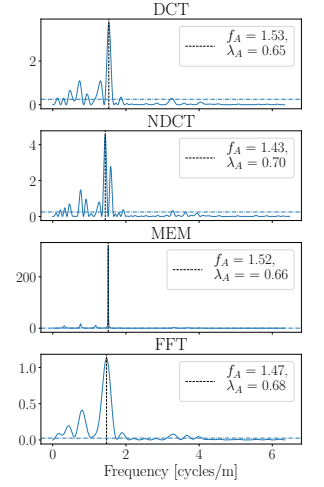 DCT
f_A = 1.53,
λ_A = 0.65
2
0
NDCT
f_A = 1.43,
λ_A = 0.70
4
2
0
MEM
f_A = 1.52,
λ_A = = 0.66
200
0
FFT
f_A = 1.47,
λ_A = 0.68
1.0
0.5
0.0
0 2 4 6
Frequency [cycles/m]